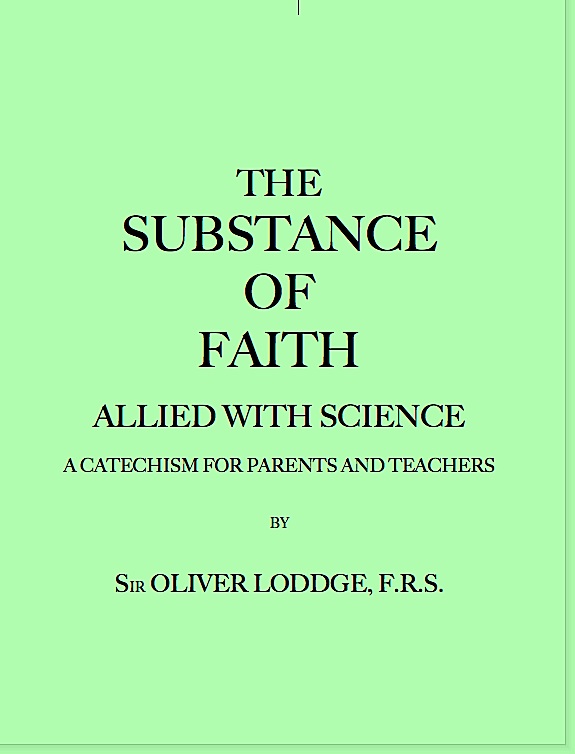 THE
SUBSTANCE
OF
FAITH
ALLIED WITH SCIENCE
A CATECHISM FOR PARENTS AND TEACHERS
BY
Sir OLIVER LODDGE, F.R.S.